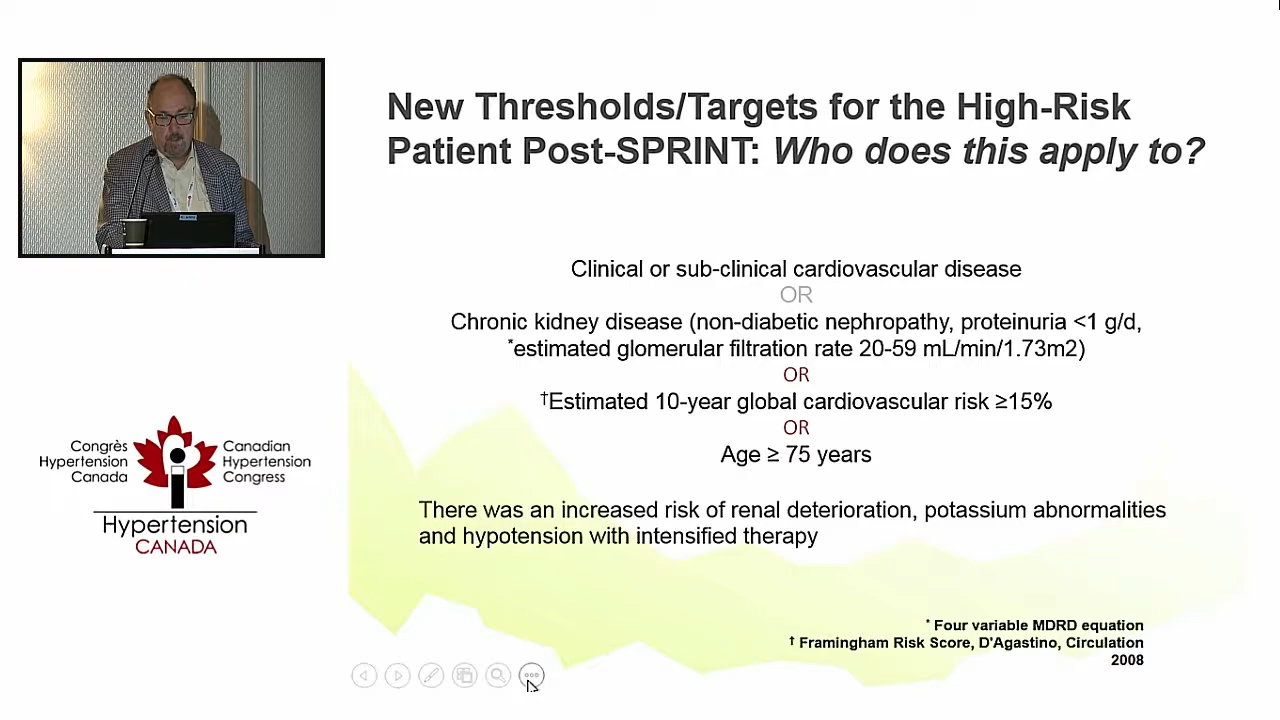 New Thresholds/Targets for the High-Risk
Patient Post-SPRINT: Who does this apply to?
Clinical or sub-clinical cardiovascular disease
OR
Chronic kidney disease (non-diabetic nephropathy, proteinuria <1 g/d,
*estimated glomerular filtration rate 20-59 mL/min/1.73m2)
OR
†Estimated 10-year global cardiovascular risk ≥15%
OR
Age ≥ 75 years
There was an increased risk of renal deterioration, potassium abnormalities
and hypotension with intensified therapy
* Four variable MDRD equation
† Framingham Risk Score, D'Agastino, Circulation
2008
Congrès
Hypertension
Canada
Canadian
Hypertension
Congress
Hypertension
CANADA